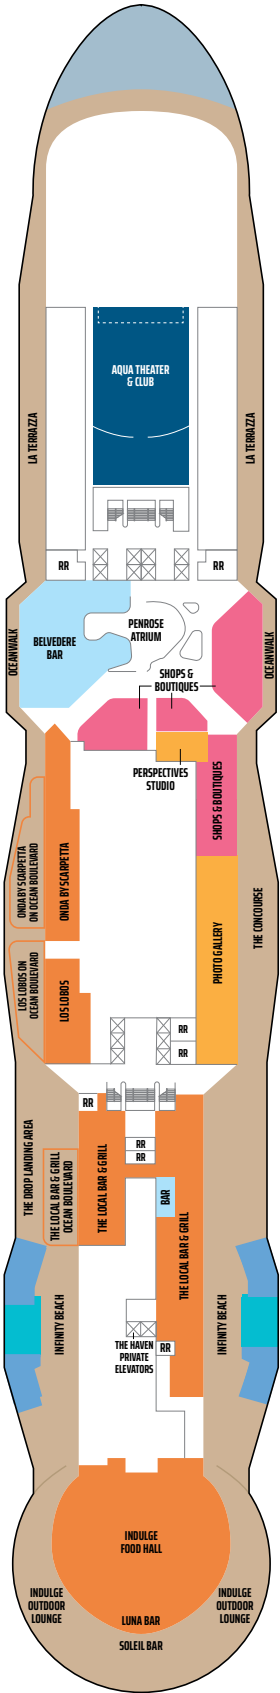 AQUA THEATER
& CLUB
LA TERRAZZA
LA TERRAZZA
RR
RR
OCEANWALK
BELVEDERE
BAR
PENROSE
ATRIUM
OCEANWALK
SHOPS &
BOUTIQUES
PERSPECTIVES
STUDIO
SHOPS & BOUTIQUES
ONDA BY SCARPETTA
ON OCEAN BOULEVARD
ONDA BY SCARPETTA
THE CONCOURSE
PHOTO GALLERY
LOS LOBOS ON
OCEAN BOULEVARD
LOS LOBOS
RR
RR
RR
THE DROP LANDING AREA
THE LOCAL BAR & GRILL
OCEAN BOULEVARD
THE LOCAL BAR & GRILL
RR
RR
BAR
THE LOCAL BAR & GRILL
INFINITY BEACH
INFINITY BEACH
THE HAVEN
PRIVATE
ELEVATORS
RR
INDULGE
FOOD HALL
INDULGE
OUTDOOR
LOUNGE
INDULGE
OUTDOOR
LOUNGE
LUNA BAR
SOLEIL BAR